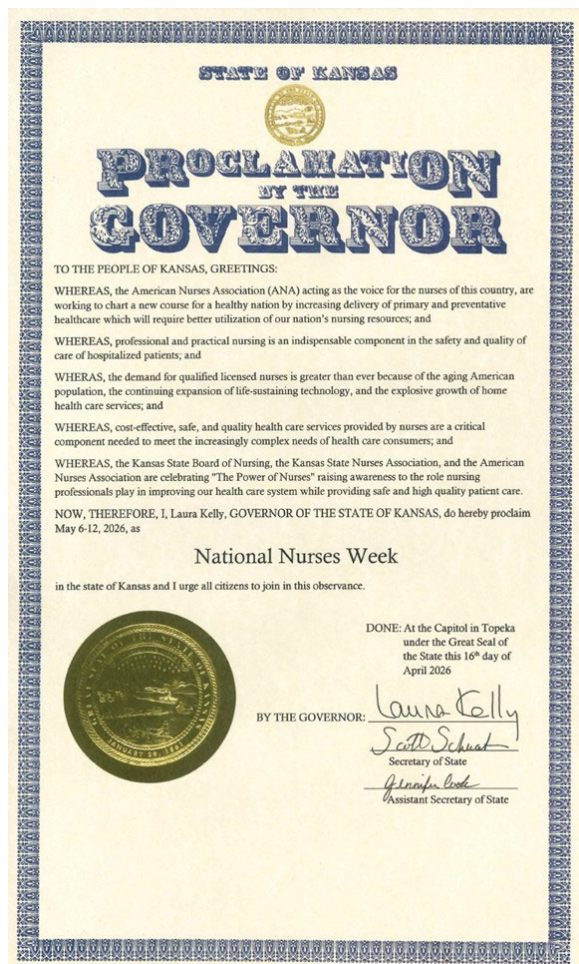 STATE OF KANSAS
PROCLAMATION
BY THE
GOVERNOR
TO THE PEOPLE OF KANSAS, GREETINGS:
WHEREAS, the American Nurses Association (ANA) acting as the voice for the nurses of this country, are
working to chart a new course for a healthy nation by increasing delivery of primary and preventative
healthcare which will require better utilization of our nation's nursing resources; and
WHEREAS, professional and practical nursing is an indispensable component in the safety and quality of
care of hospitalized patients; and
WHERAS, the demand for qualified licensed nurses is greater than ever because of the aging American
population, the continuing expansion of life-sustaining technology, and the explosive growth of home
health care services; and
WHEREAS, cost-effective, safe, and quality health care services provided by nurses are a critical
component needed to meet the increasingly complex needs of health care consumers; and
WHEREAS, the Kansas State Board of Nursing, the Kansas State Nurses Association, and the American
Nurses Association are celebrating "The Power of Nurses" raising awareness to the role nursing
professionals play in improving our health care system while providing safe and high quality patient care.
NOW, THEREFORE, I, Laura Kelly, GOVERNOR OF THE STATE OF KANSAS, do hereby proclaim
May 6-12, 2026, as
National Nurses Week
in the state of Kansas and I urge all citizens to join in this observance.
GREAT SEAL OF THE STATE OF KANSAS
JANUARY 29, 1861
DONE: At the Capitol in Topeka
under the Great Seal of
the State this 16th day of
April 2026
BY THE GOVERNOR: Laura Kelly
Scott Schwab
Secretary of State
Jennifer Cook
Assistant Secretary of State